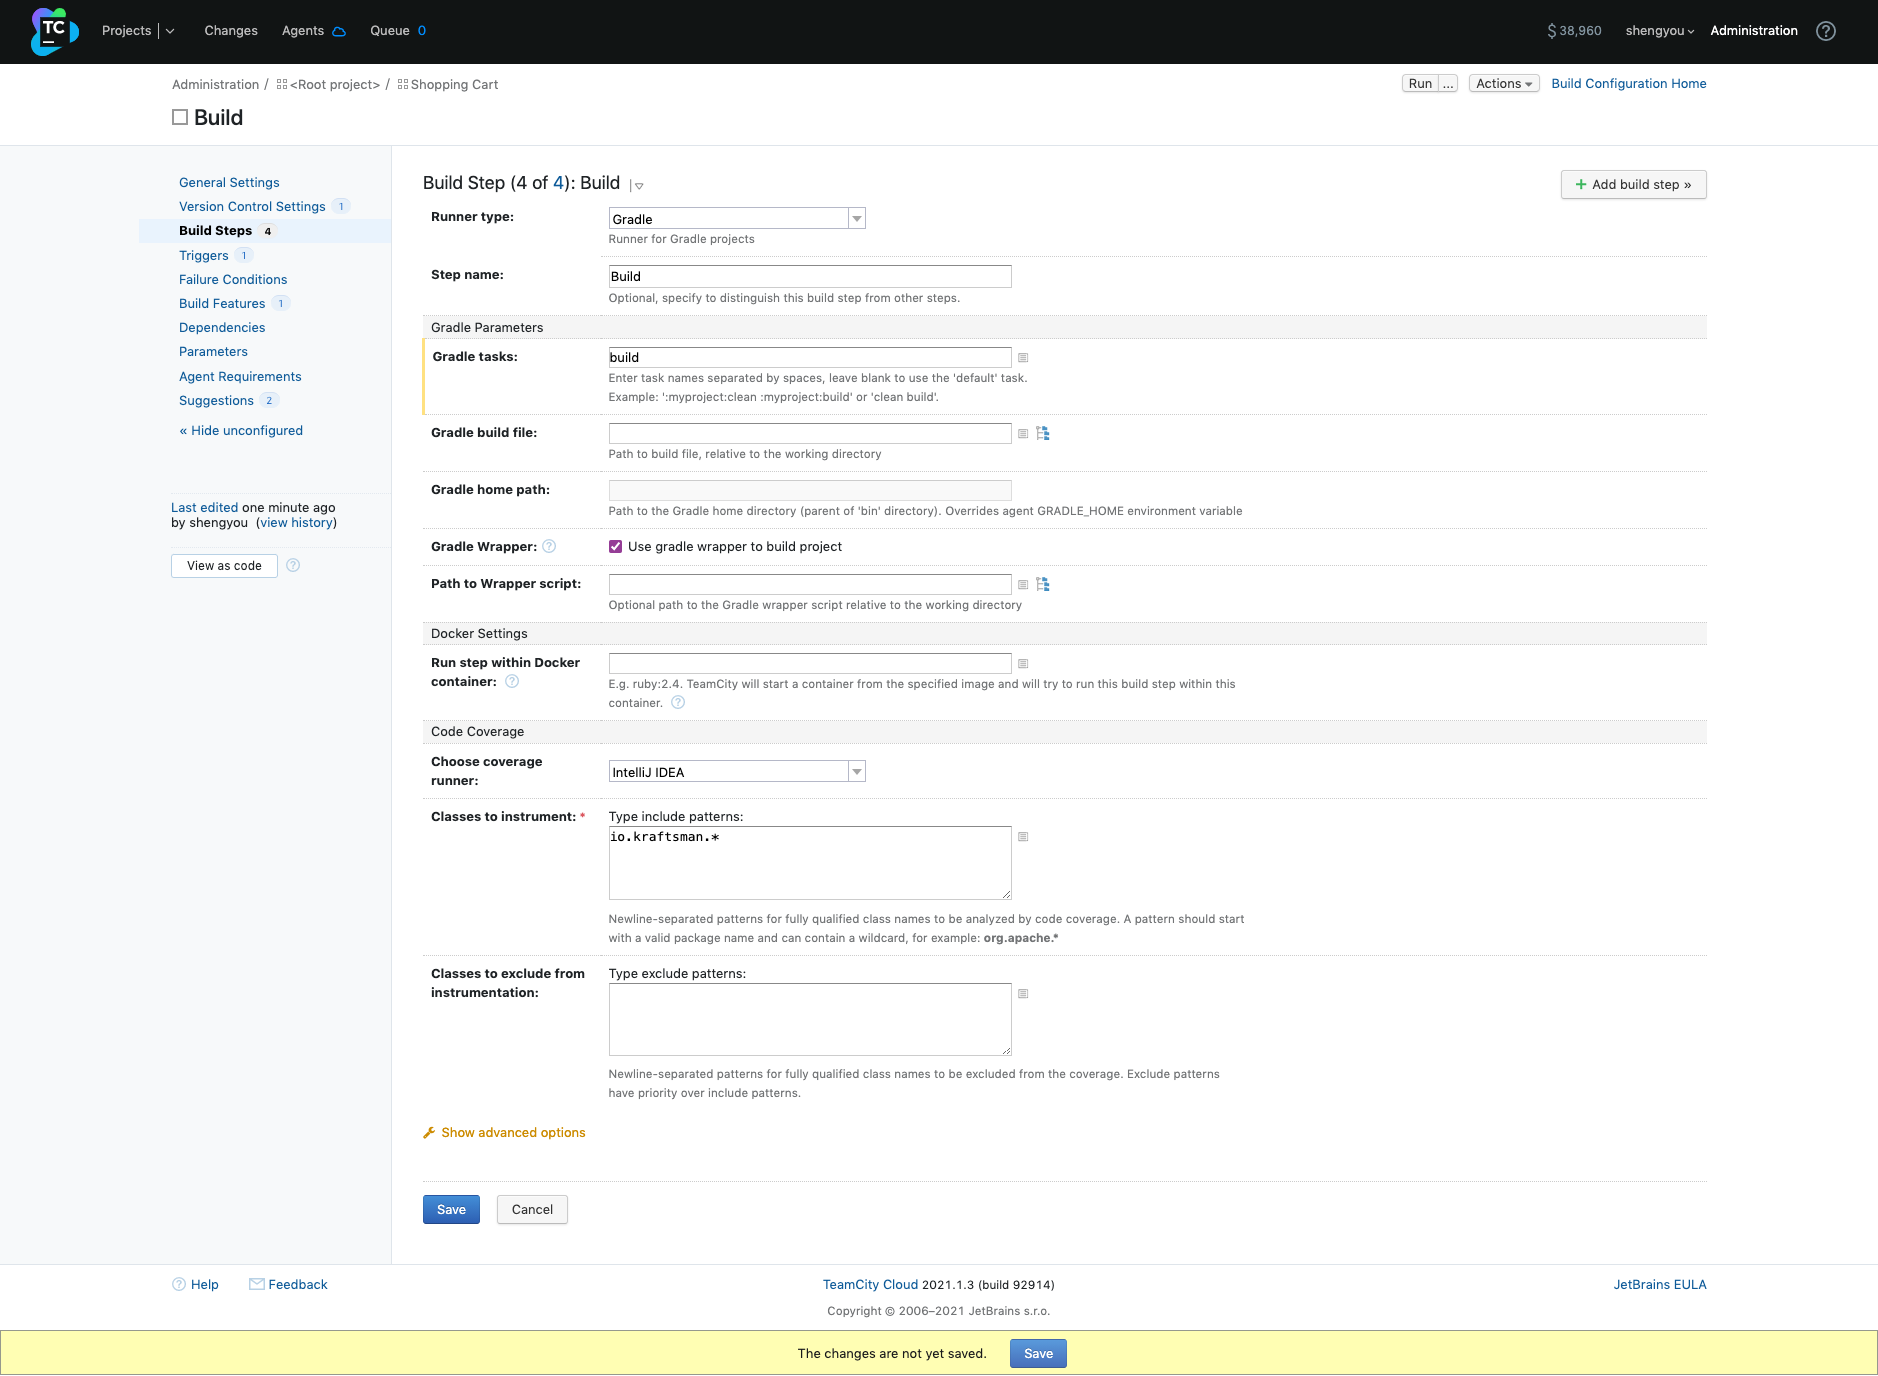 TC
Projects
Changes
Agents
Queue 0
$ 38,960
shengyou
Administration
?
Administration / <Root project> / Shopping Cart
Run ...
Actions
Build Configuration Home
Build
General Settings
Version Control Settings 1
Build Steps 4
Triggers 1
Failure Conditions
Build Features 1
Dependencies
Parameters
Agent Requirements
Suggestions 2
« Hide unconfigured
Last edited one minute ago
by shengyou (view history)
View as code ?
Build Step (4 of 4): Build
+ Add build step »
Runner type:
Gradle
Runner for Gradle projects
Step name:
Build
Optional, specify to distinguish this build step from other steps.
Gradle Parameters
Gradle tasks:
build
Enter task names separated by spaces, leave blank to use the 'default' task.
Example: ':myproject:clean :myproject:build' or 'clean build'.
Gradle build file:
Path to build file, relative to the working directory
Gradle home path:
Path to the Gradle home directory (parent of 'bin' directory). Overrides agent GRADLE_HOME environment variable
Gradle Wrapper: ?
Use gradle wrapper to build project
Path to Wrapper script:
Optional path to the Gradle wrapper script relative to the working directory
Docker Settings
Run step within Docker
container: ?
E.g. ruby:2.4. TeamCity will start a container from the specified image and will try to run this build step within this
container. ?
Code Coverage
Choose coverage
runner:
IntelliJ IDEA
Classes to instrument: *
Type include patterns:
io.kraftsman.*
Newline-separated patterns for fully qualified class names to be analyzed by code coverage. A pattern should start
with a valid package name and can contain a wildcard, for example: org.apache.*
Classes to exclude from
instrumentation:
Type exclude patterns:
Newline-separated patterns for fully qualified class names to be excluded from the coverage. Exclude patterns
have priority over include patterns.
Show advanced options
Save
Cancel
? Help
Feedback
TeamCity Cloud 2021.1.3 (build 92914)
JetBrains EULA
Copyright © 2006–2021 JetBrains s.r.o.
The changes are not yet saved.
Save